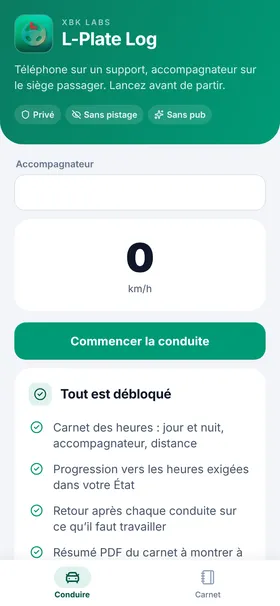 XBK LABS
L-Plate Log
Téléphone sur un support, accompagnateur sur
le siège passager. Lancez avant de partir.
Privé
Sans pistage
Sans pub
Accompagnateur
0
km/h
Commencer la conduite
Tout est débloqué
Carnet des heures : jour et nuit,
accompagnateur, distance
Progression vers les heures exigées
dans votre État
Retour après chaque conduite sur
ce qu’il faut travailler
Résumé PDF du carnet à montrer à
Conduire
Carnet